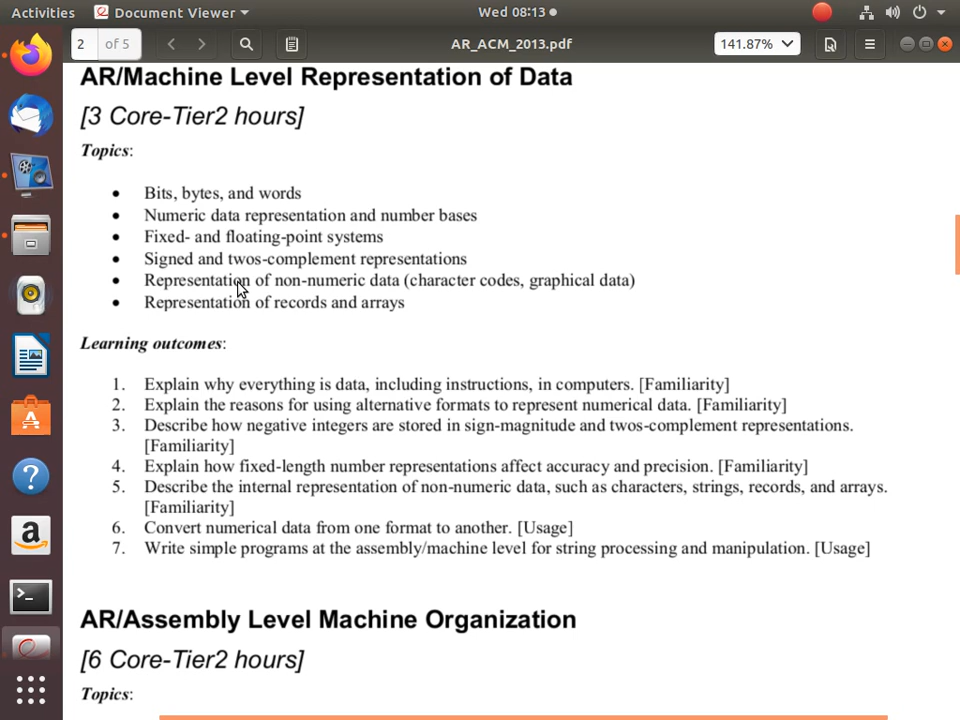 Activities
Document Viewer
Wed 08:13
2 of 5
AR_ACM_2013.pdf
141.87%
AR/Machine Level Representation of Data
[3 Core-Tier2 hours]
Topics:
• Bits, bytes, and words
• Numeric data representation and number bases
• Fixed- and floating-point systems
• Signed and twos-complement representations
• Representation of non-numeric data (character codes, graphical data)
• Representation of records and arrays
Learning outcomes:
1. Explain why everything is data, including instructions, in computers. [Familiarity]
2. Explain the reasons for using alternative formats to represent numerical data. [Familiarity]
3. Describe how negative integers are stored in sign-magnitude and twos-complement representations.
[Familiarity]
4. Explain how fixed-length number representations affect accuracy and precision. [Familiarity]
5. Describe the internal representation of non-numeric data, such as characters, strings, records, and arrays.
[Familiarity]
6. Convert numerical data from one format to another. [Usage]
7. Write simple programs at the assembly/machine level for string processing and manipulation. [Usage]
AR/Assembly Level Machine Organization
[6 Core-Tier2 hours]
Topics: